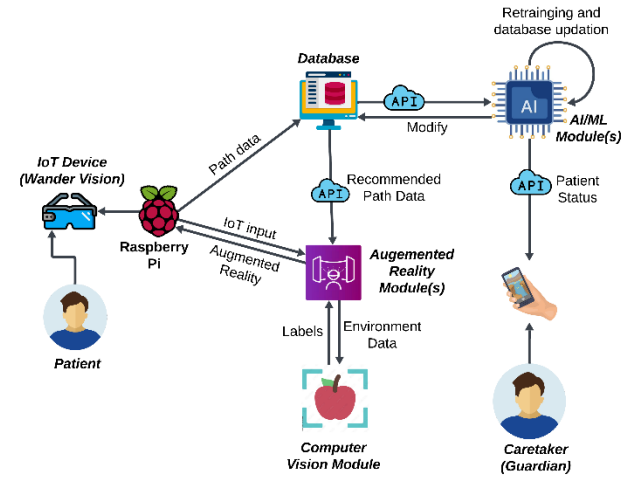 Retrainging and
database updation
Database
API
AI
Modify
AI/ML
Module(s)
Path data
IoT Device
(Wander Vision)
API
Recommended
Path Data
API
Patient
Status
Raspberry
Pi
IoT input
Augmented
Reality
Augmented
Reality
Module(s)
Labels
Environment
Data
Patient
Computer
Vision Module
Caretaker
(Guardian)